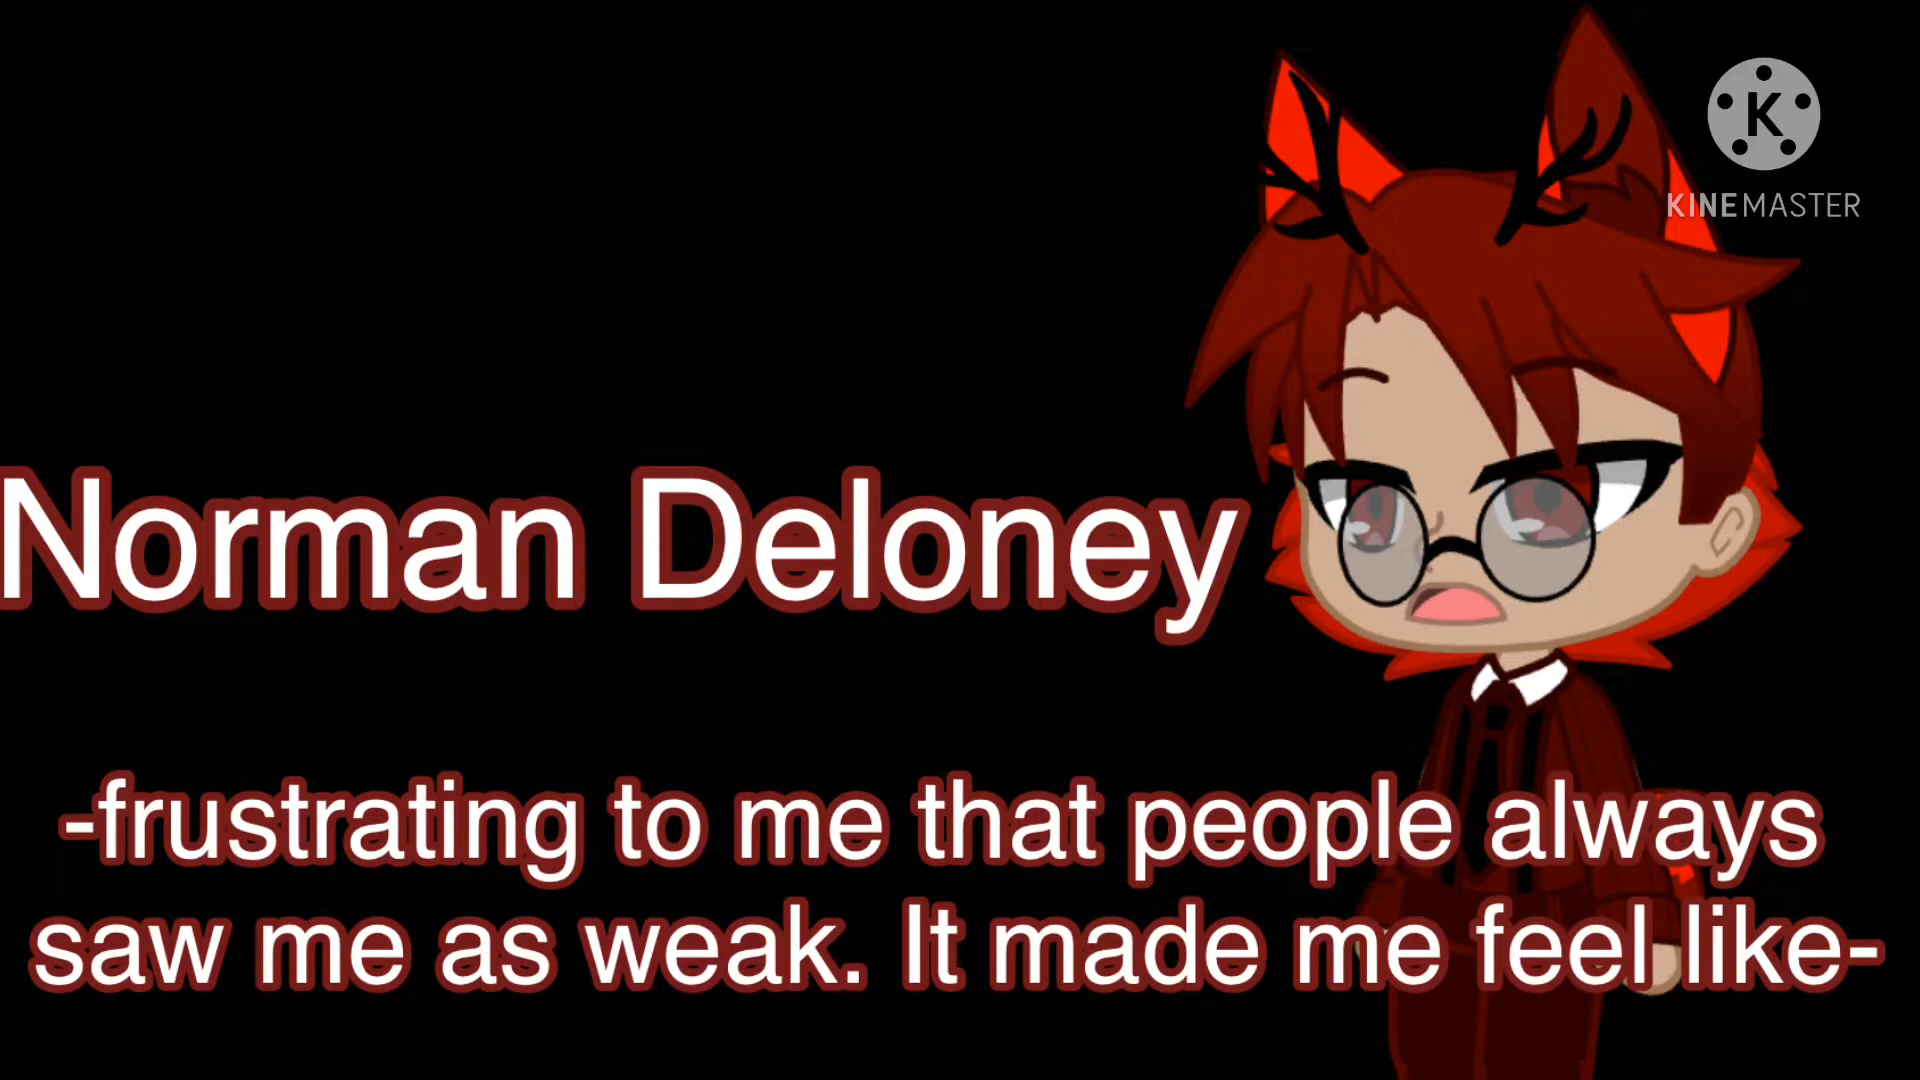 K
KINEMASTER
Norman Deloney
-frustrating to me that people always
saw me as weak. It made me feel like-